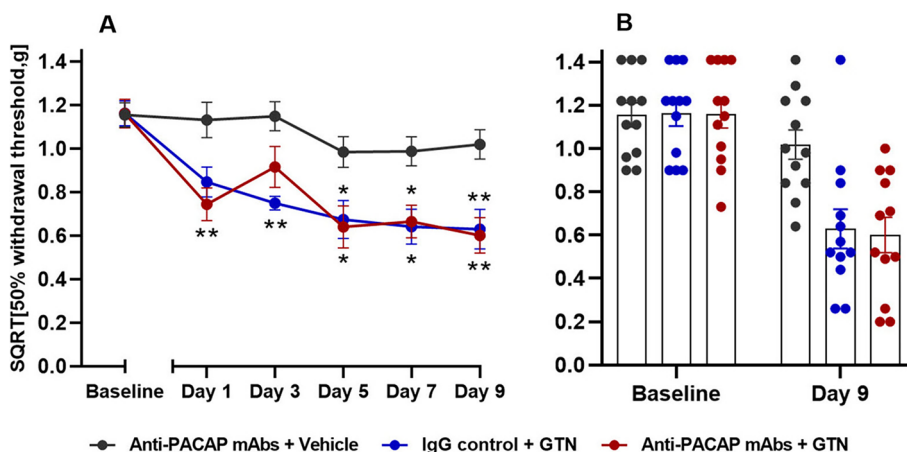 A
B
SQRT[50% withdrawal threshold,g]
1.4
1.2
1.0
0.8
0.6
0.4
0.2
0.0
* * **
** ** * * **
Baseline Day 1 Day 3 Day 5 Day 7 Day 9
1.4
1.2
1.0
0.8
0.6
0.4
0.2
0.0
Baseline Day 9
Anti-PACAP mAbs + Vehicle IgG control + GTN Anti-PACAP mAbs + GTN